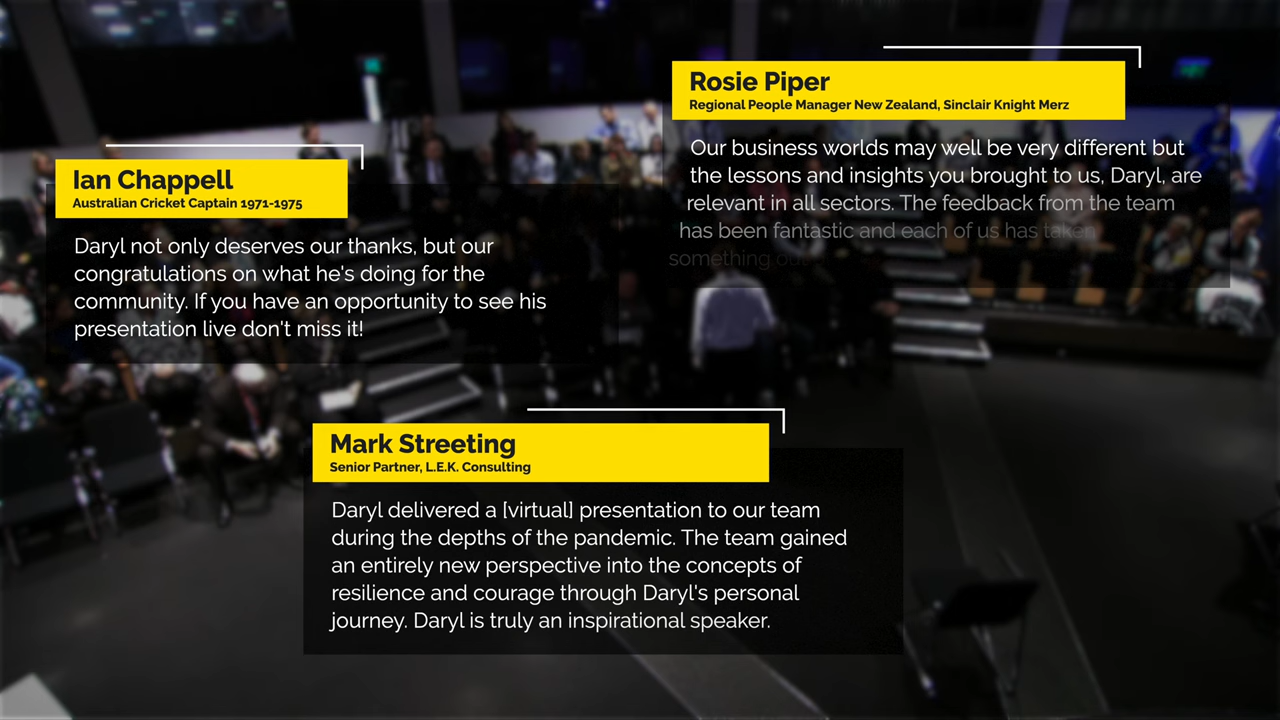 Ian Chappell
Australian Cricket Captain 1971-1975
Daryl not only deserves our thanks, but our
congratulations on what he's doing for the
community. If you have an opportunity to see his
presentation live don't miss it!
Rosie Piper
Regional People Manager New Zealand, Sinclair Knight Merz
Our business worlds may well be very different but
the lessons and insights you brought to us, Daryl, are
relevant in all sectors. The feedback from the team
has been fantastic and each of us has taken
something out
Mark Streeting
Senior Partner, L.E.K. Consulting
Daryl delivered a [virtual] presentation to our team
during the depths of the pandemic. The team gained
an entirely new perspective into the concepts of
resilience and courage through Daryl's personal
journey. Daryl is truly an inspirational speaker.